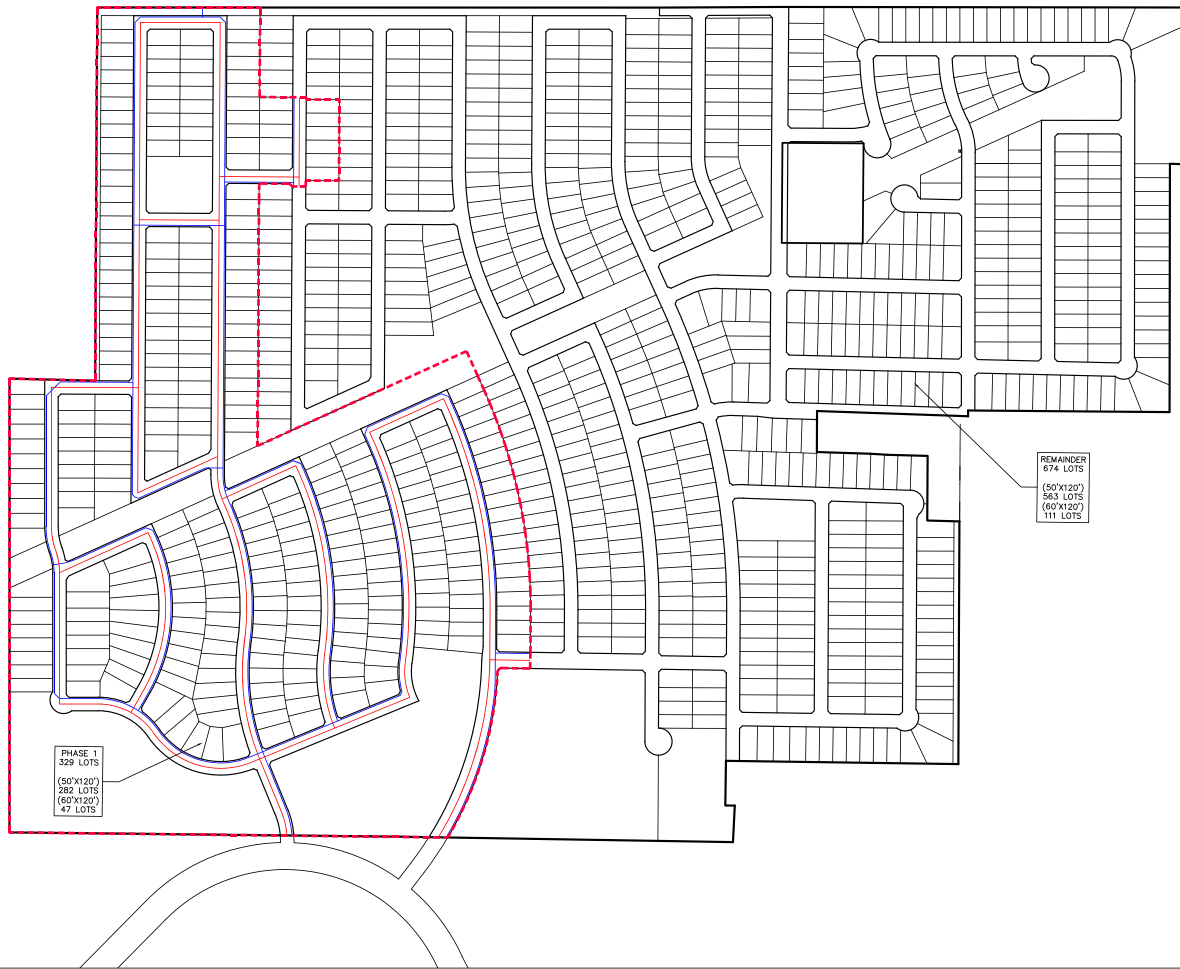 REMAINDER
674 LOTS
(50'X120')
563 LOTS
(60'X120')
111 LOTS
PHASE 1
329 LOTS
(50'X120')
282 LOTS
(60'X120')
47 LOTS